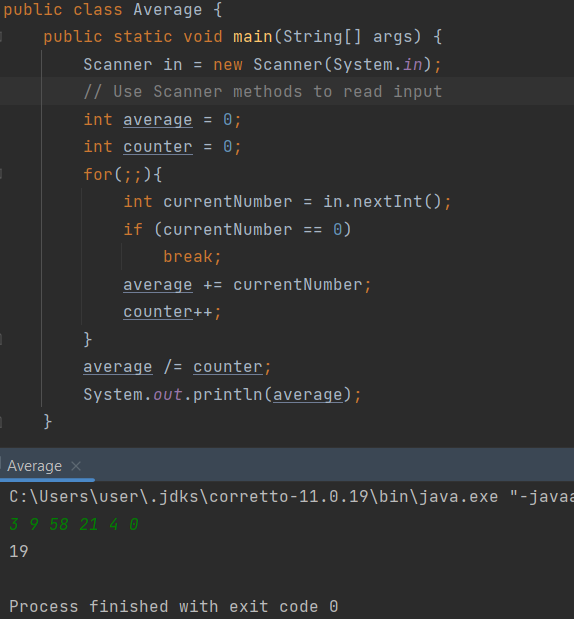 public class Average {
public static void main(String[] args) {
Scanner in = new Scanner(System.in);
// Use Scanner methods to read input
int average = 0;
int counter = 0;
for(;;){
int currentNumber = in.nextInt();
if (currentNumber == 0)
break;
average += currentNumber;
counter++;
}
average /= counter;
System.out.println(average);
}
Average
C:\Users\user\.jdks\corretto-11.0.19\bin\java.exe "-javaa
3 9 58 21 4 0
19
Process finished with exit code 0